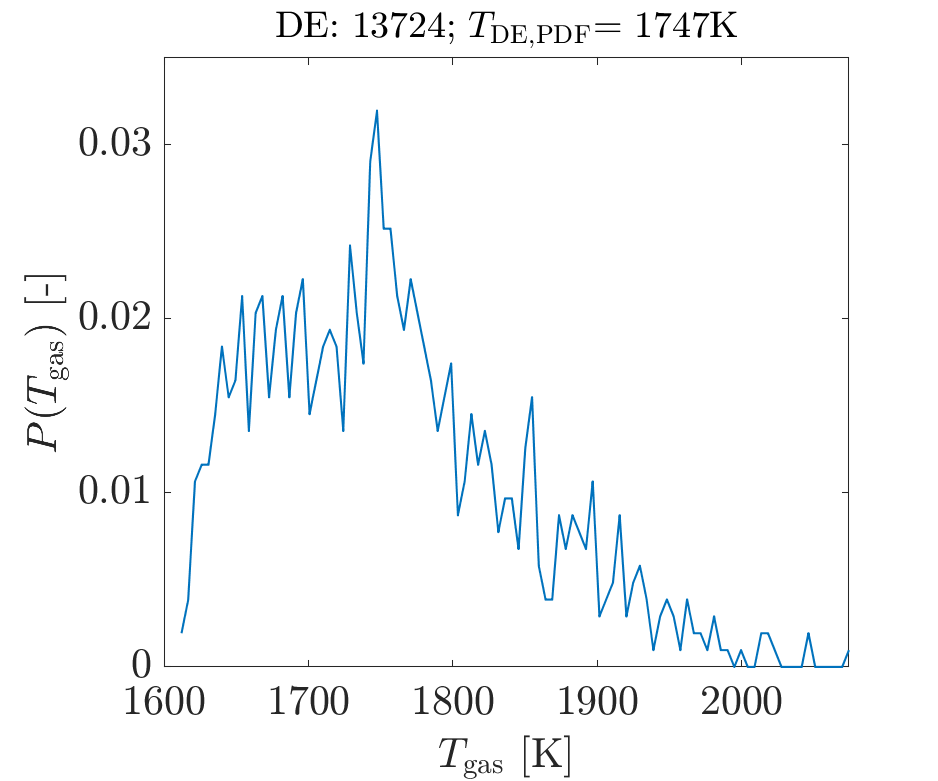 DE: 13724; T_DE,PDF= 1747K
P(T_gas) [-]
0.03
0.02
0.01
0
1600 1700 1800 1900 2000
T_gas [K]